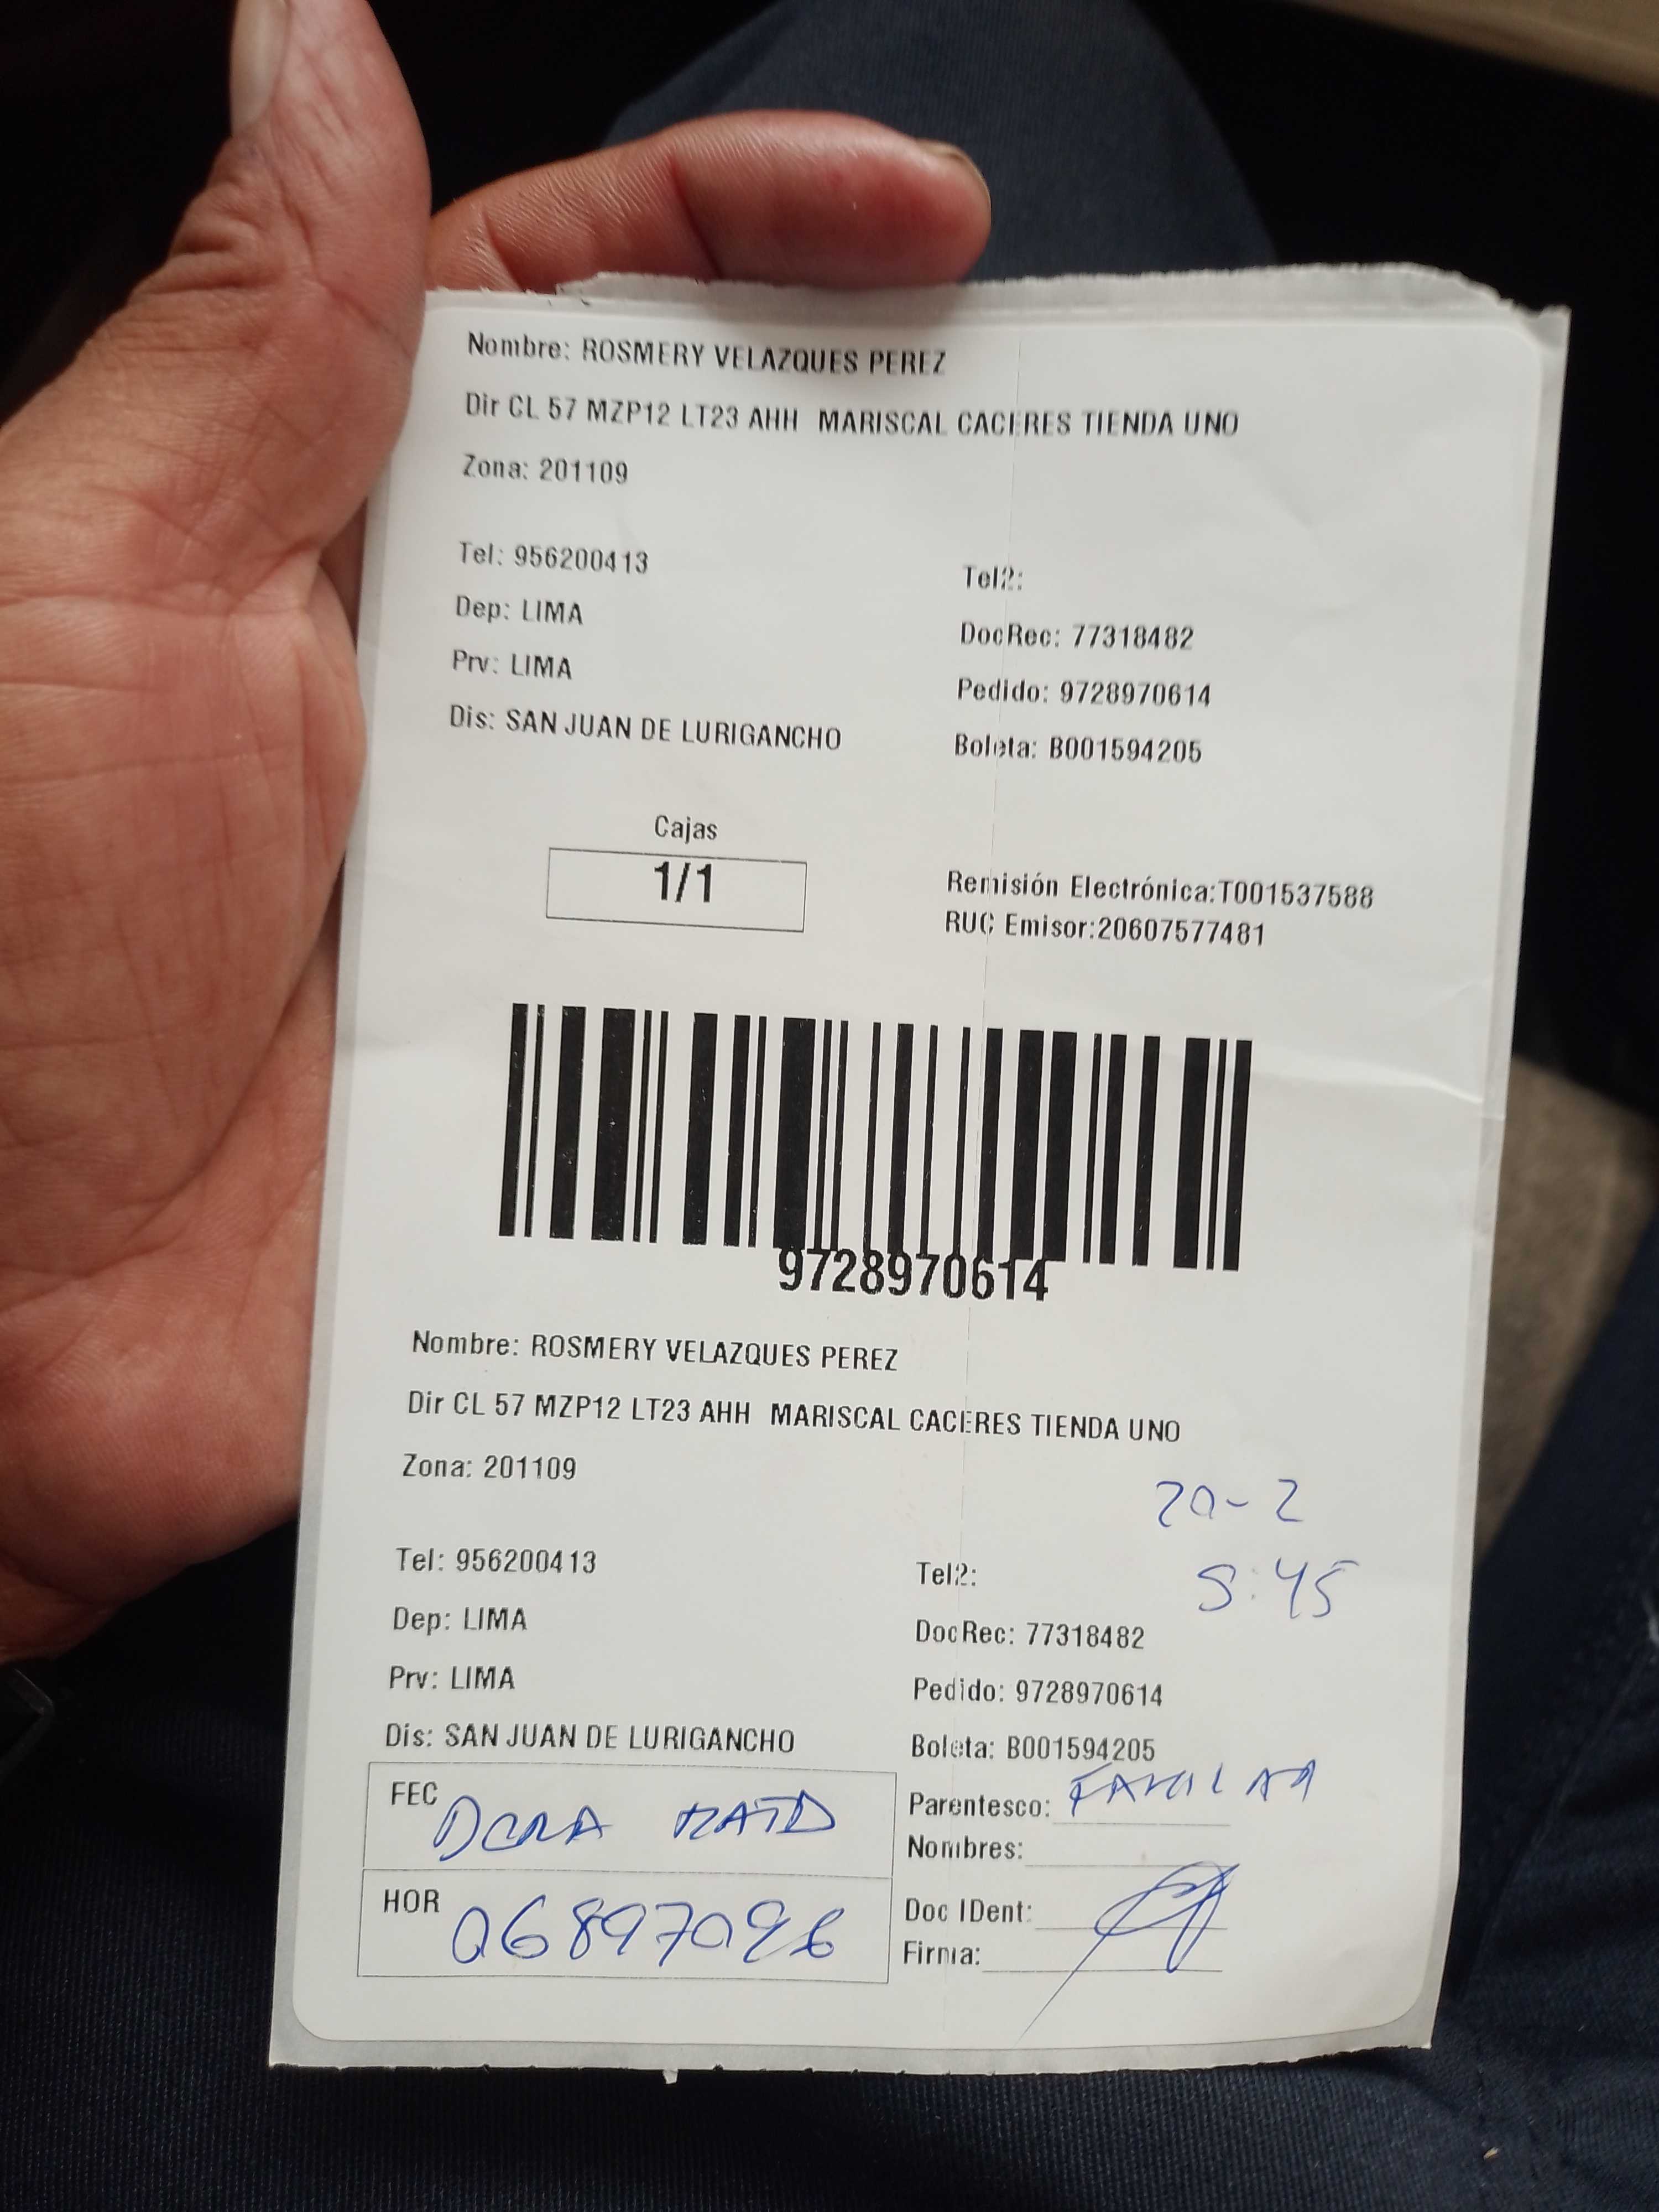 Nombre: ROSMERY VELAZQUES PEREZ
Dir CL 57 MZP12 LT23 AHH MARISCAL CACERES TIENDA UNO
Zona: 201109
Tel: 956200413
Tel2:
Dep: LIMA
DocRec: 77318482
Prv: LIMA
Pedido: 9728970614
Dis: SAN JUAN DE LURIGANCHO
Boleta: B001594205
Cajas
1/1
Remisión Electrónica:T001537588
RUC Emisor:20607577481
9728970614
Nombre: ROSMERY VELAZQUES PEREZ
Dir CL 57 MZP12 LT23 AHH MARISCAL CACERES TIENDA UNO
Zona: 201109
20-2
5:45
Tel: 956200413
Tel2:
Dep: LIMA
DocRec: 77318482
Prv: LIMA
Pedido: 9728970614
Dis: SAN JUAN DE LURIGANCHO
Boleta: B001594205
FEC
Parentesco:
Nombres:
HOR 06897096
Doc IDent:
Firma: